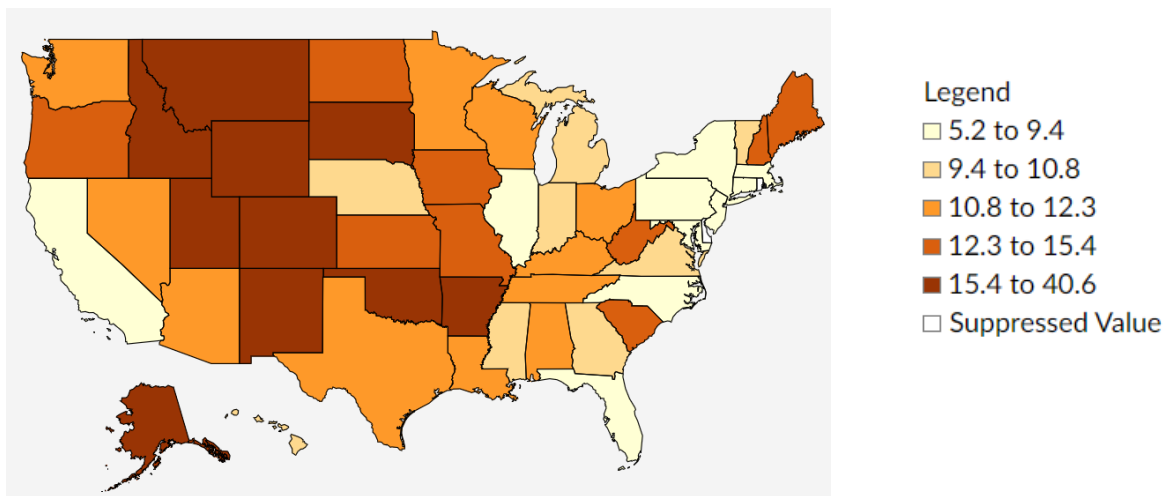 Legend
5.2 to 9.4
9.4 to 10.8
10.8 to 12.3
12.3 to 15.4
15.4 to 40.6
Suppressed Value